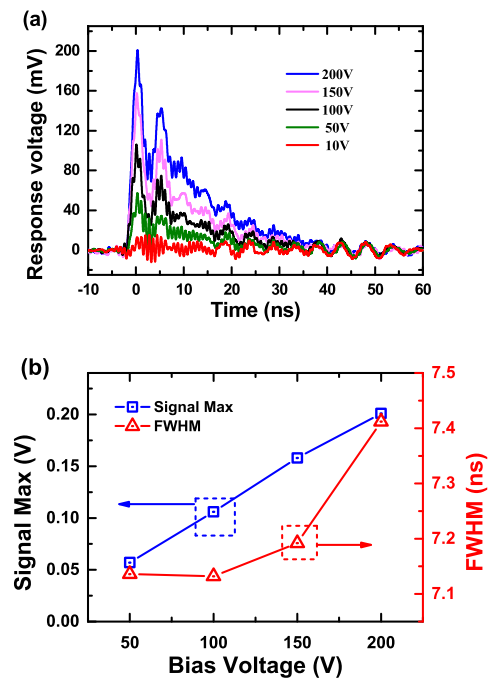 (a)
Response voltage (mV)
200
160
120
80
40
0
200V
150V
100V
50V
10V
-10 0 10 20 30 40 50 60
Time (ns)
(b)
Signal Max (V)
0.20
0.15
0.10
0.05
0.00
Signal Max
FWHM
7.5
7.4
7.3
7.2
7.1
FWHM (ns)
50 100 150 200
Bias Voltage (V)